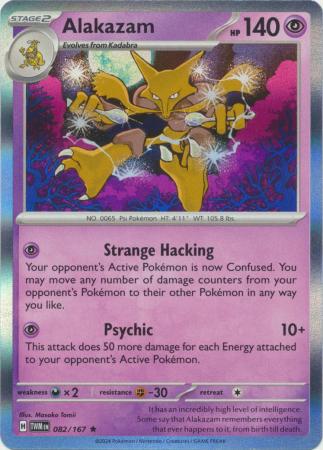 STAGE2 Alakazam HP 140
Evolves from Kadabra
NO. 0065 Psi Pokémon HT: 4'11" WT: 105.8 lbs.
Strange Hacking
Your opponent's Active Pokémon is now Confused. You
may move any number of damage counters from your
opponent's Pokémon to their other Pokémon in any way
you like.
Psychic 10+
This attack does 50 more damage for each Energy attached
to your opponent's Active Pokémon.
weakness ×2 resistance -30 retreat
Illus. Masako Tomii
H TWM EN 082/167 ★
©2024 Pokémon / Nintendo / Creatures / GAME FREAK
It has an incredibly high level of intelligence.
Some say that Alakazam remembers everything
that ever happens to it, from birth till death.